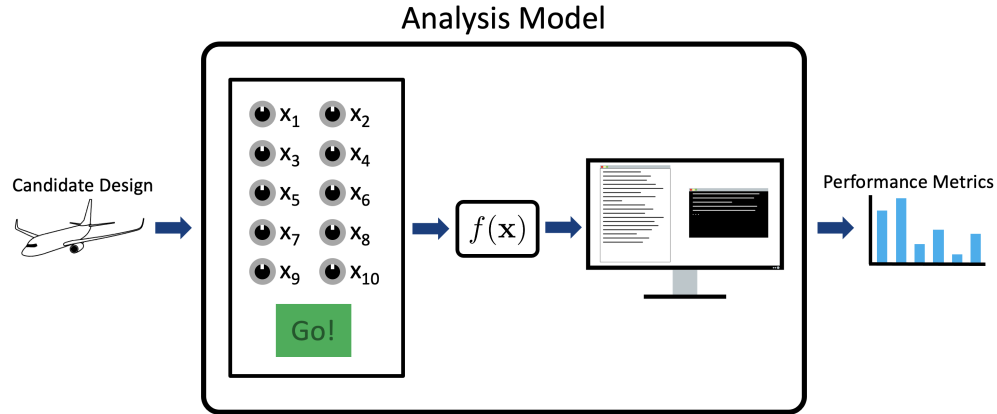 Analysis Model
Candidate Design
x₁ x₂
x₃ x₄
x₅ x₆
x₇ x₈
x₉ x₁₀
Go!
f(𝐱)
Performance Metrics